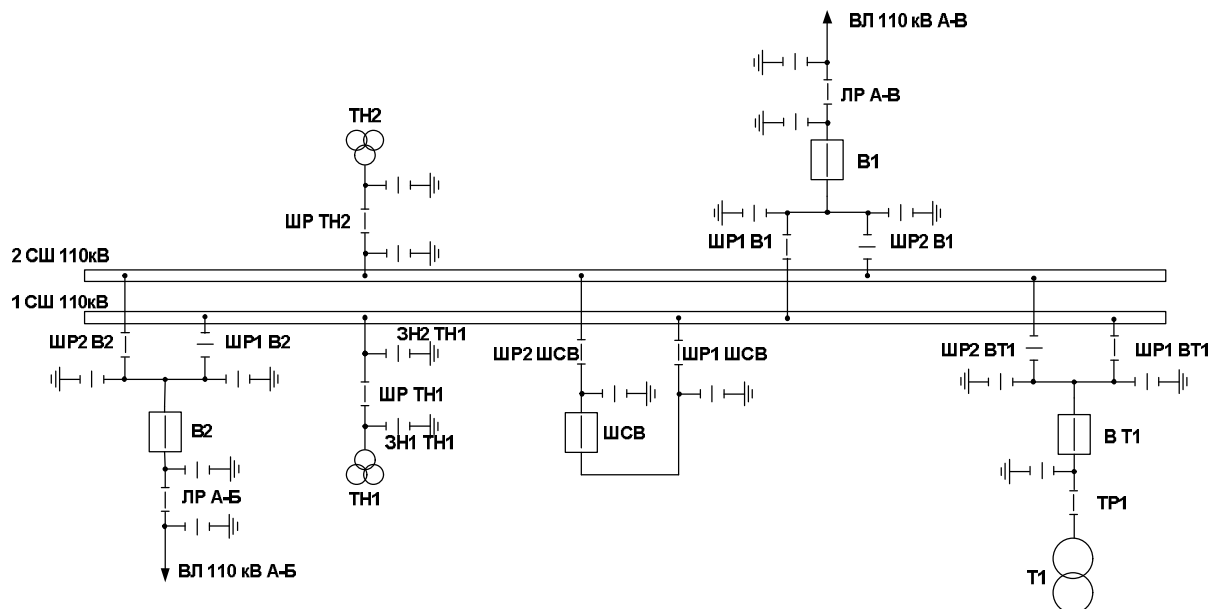 ВЛ 110 кВ А-В
ЛР А-В
ТН2
В1
ШР ТН2
ШР1 В1
ШР2 В1
2 СШ 110кВ
1 СШ 110кВ
ШР2 В2
ШР1 В2
ЗН2 ТН1
ШР2 ШСВ
ШР1 ШСВ
ШР2 ВТ1
ШР1 ВТ1
ШР ТН1
В2
ЗН1 ТН1
ШСВ
В Т1
ЛР А-Б
ТН1
ТР1
ВЛ 110 кВ А-Б
Т1